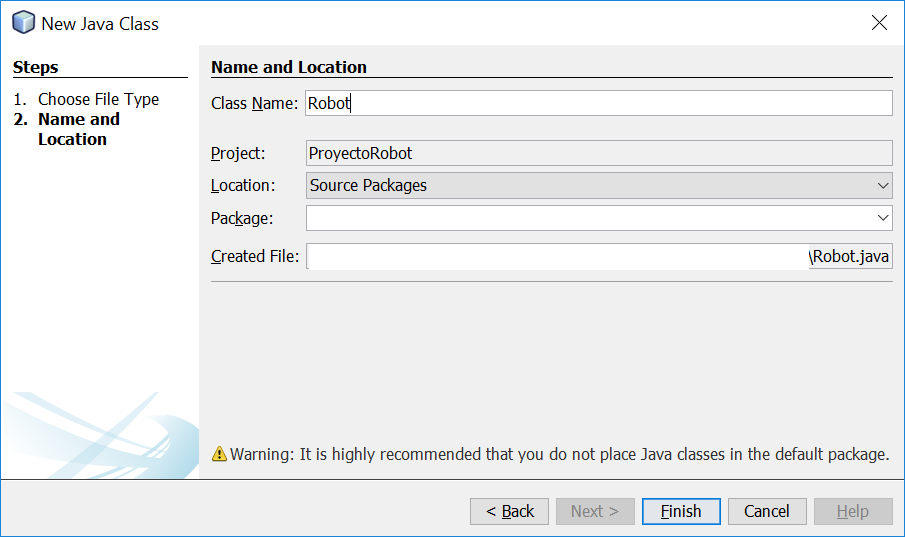 New Java Class
Steps
1. Choose File Type
2. Name and
Location
Name and Location
Class Name: Robot
Project: ProyectoRobot
Location: Source Packages
Package:
Created File: \Robot.java
Warning: It is highly recommended that you do not place Java classes in the default package.
< Back Next > Finish Cancel Help